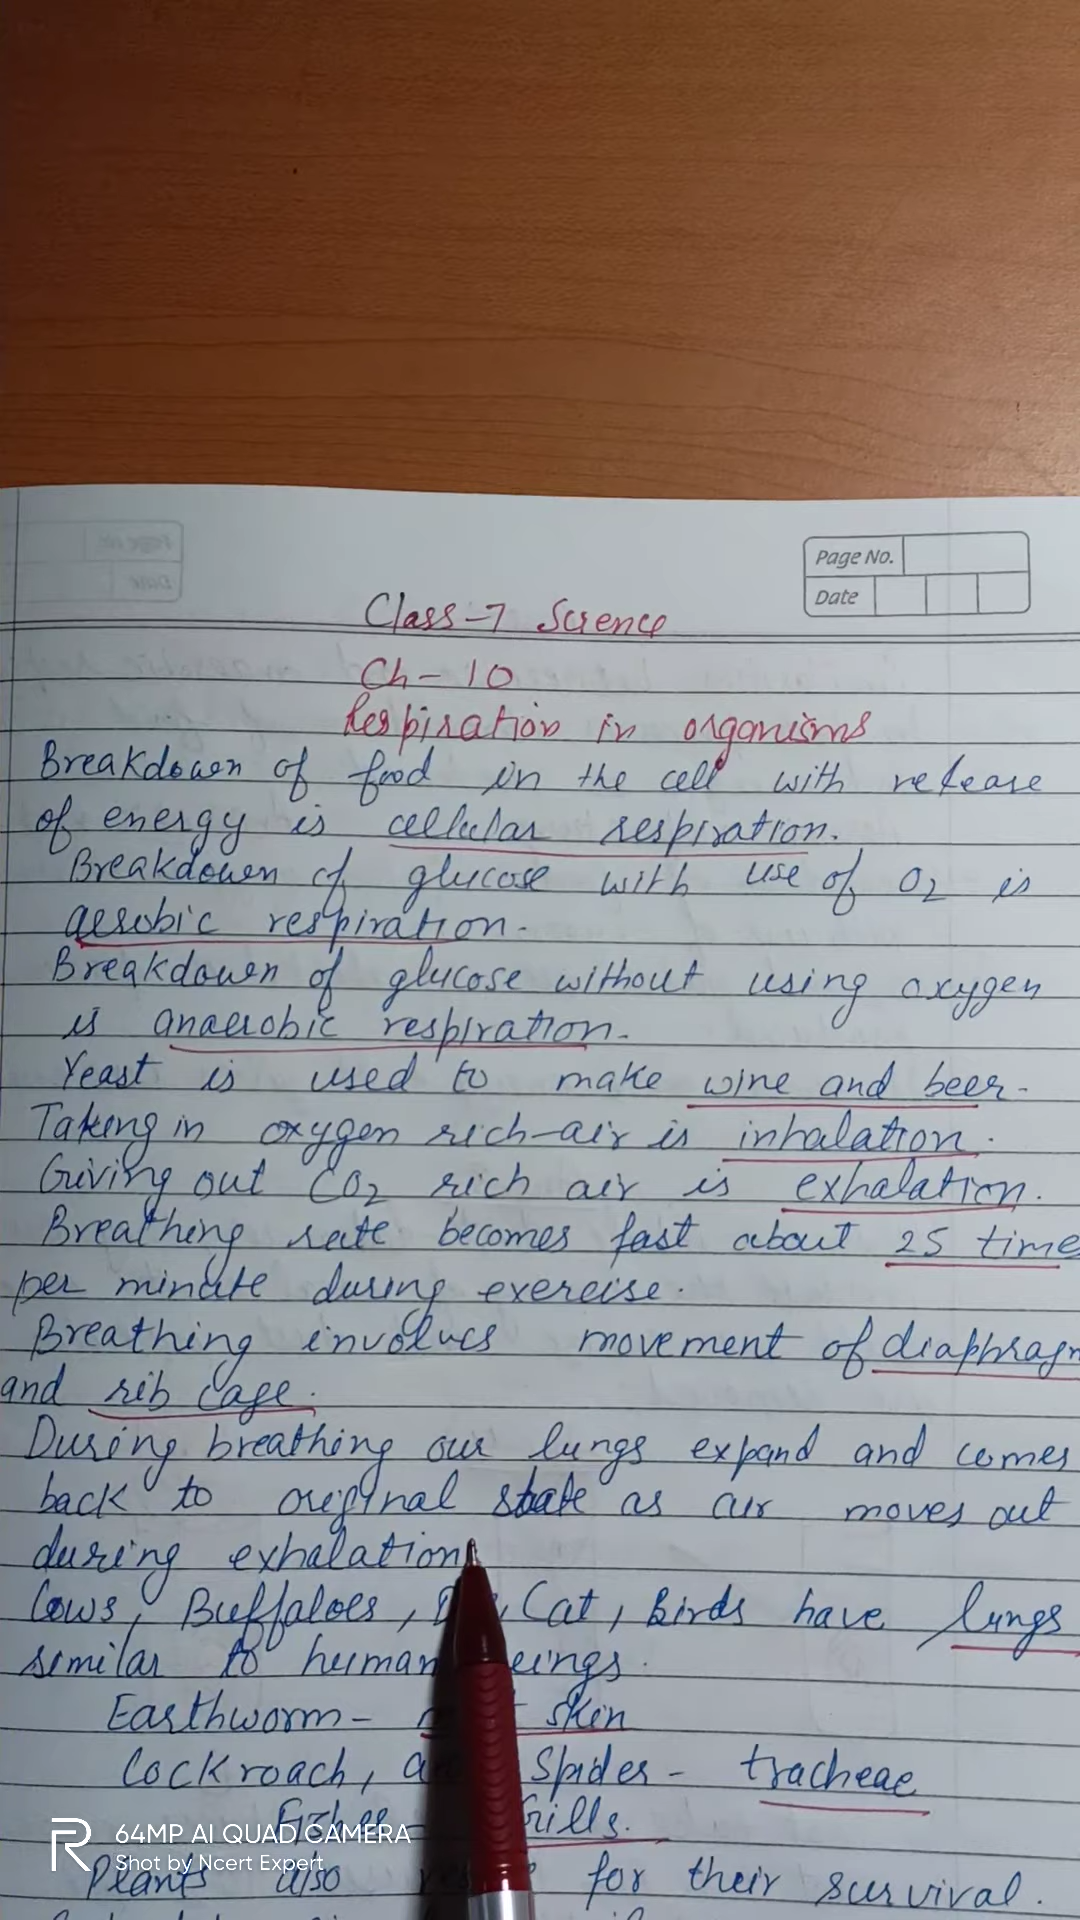 Page No.
Date
Class-7 Science
Ch-10
Respiration in organisms
Breakdown of food in the cell with release
of energy is cellular respiration.
Breakdown of glucose with use of O2 is
aerobic respiration.
Breakdown of glucose without using oxygen
is anaerobic respiration.
Yeast is used to make wine and beer.
Taking in oxygen rich-air is inhalation.
Giving out CO2 rich air is exhalation.
Breathing rate becomes fast about 25 time
per minute during exercise.
Breathing involves movement of diaphragm
and rib cage.
During breathing our lungs expand and comes
back to original state as air moves out
during exhalation
Cows, Buffaloes, Cat, Birds have lungs
similar to human eings.
Earthworm- skin
Cockroach, Spider- tracheae
Fishes ills.
Plants also for their survival.
64MP AI QUAD CAMERA
Shot by Ncert Expert